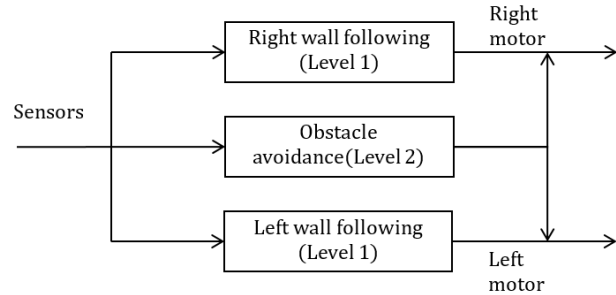 Right
motor
Right wall following
(Level 1)
Sensors
Obstacle
avoidance(Level 2)
Left wall following
(Level 1)
Left
motor